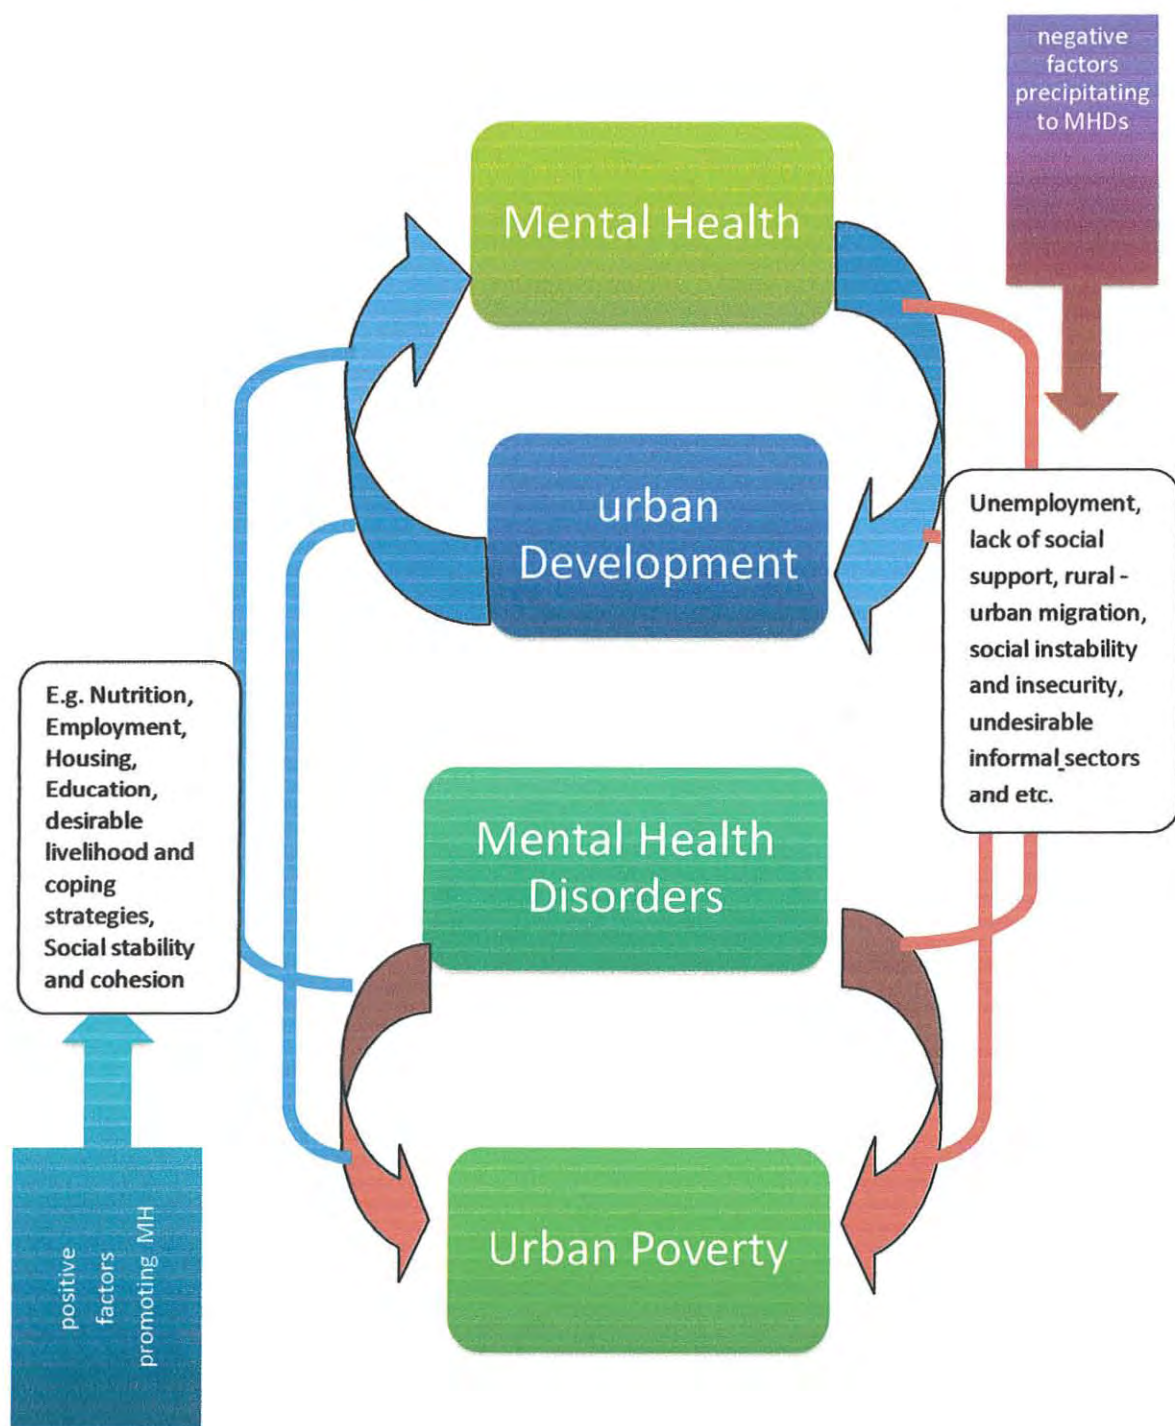 negative
factors
precipitating
to MHDs
Mental Health
urban
Development
Unemployment,
lack of social
support, rural -
urban migration,
social instability
and insecurity,
undesirable
informal_sectors
and etc.
E.g. Nutrition,
Employment,
Housing,
Education,
desirable
livelihood and
coping
strategies,
Social stability
and cohesion
Mental Health
Disorders
Urban Poverty
positive
factors
promoting MH